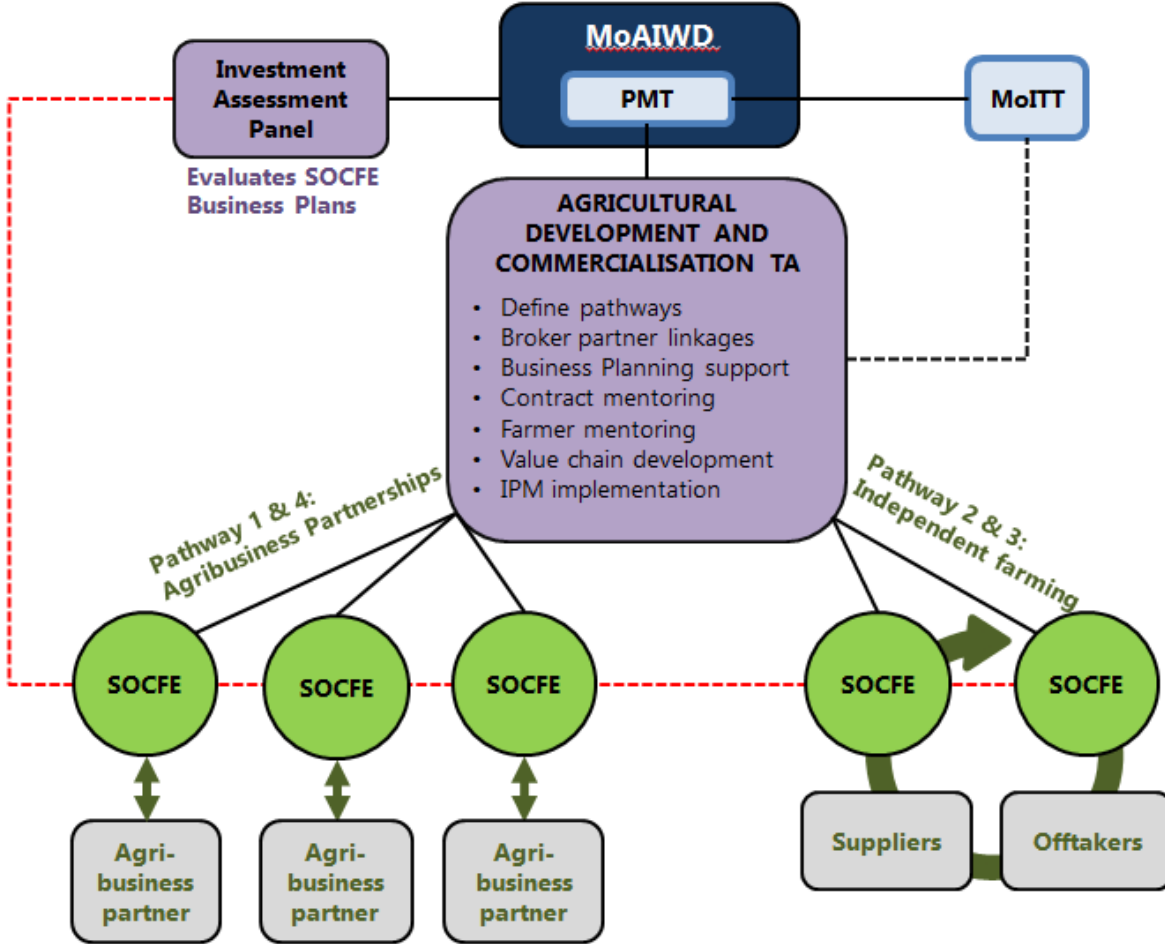 MoAIWD
PMT
Investment
Assessment
Panel
MoITT
Evaluates SOCFE
Business Plans
AGRICULTURAL
DEVELOPMENT AND
COMMERCIALISATION TA
• Define pathways
• Broker partner linkages
• Business Planning support
• Contract mentoring
• Farmer mentoring
• Value chain development
• IPM implementation
Pathway 1 & 4:
Agribusiness Partnerships
Pathway 2 & 3:
Independent farming
SOCFE
SOCFE
SOCFE
SOCFE
SOCFE
Agri-
business
partner
Agri-
business
partner
Agri-
business
partner
Suppliers
Offtakers